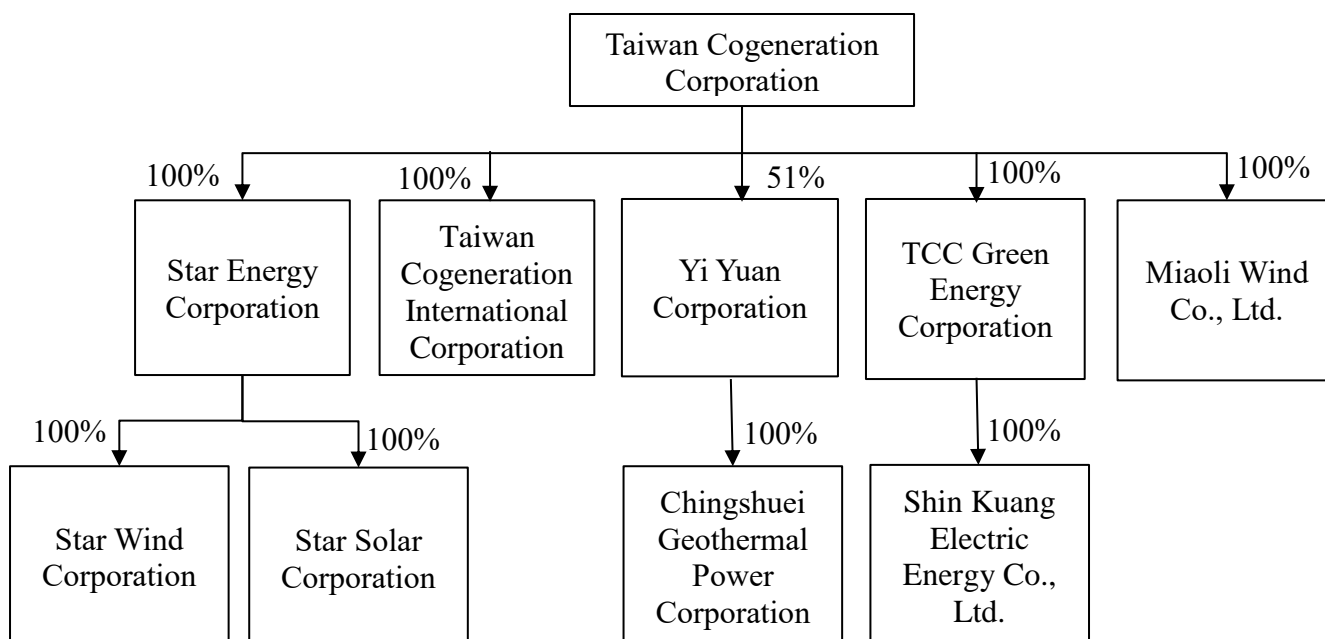 Taiwan Cogeneration
Corporation
100%
100%
51%
100%
100%
Star Energy
Corporation
Taiwan
Cogeneration
International
Corporation
Yi Yuan
Corporation
TCC Green
Energy
Corporation
Miaoli Wind
Co., Ltd.
100%
100%
100%
100%
Star Wind
Corporation
Star Solar
Corporation
Chingshuei
Geothermal
Power
Corporation
Shin Kuang
Electric
Energy Co.,
Ltd.